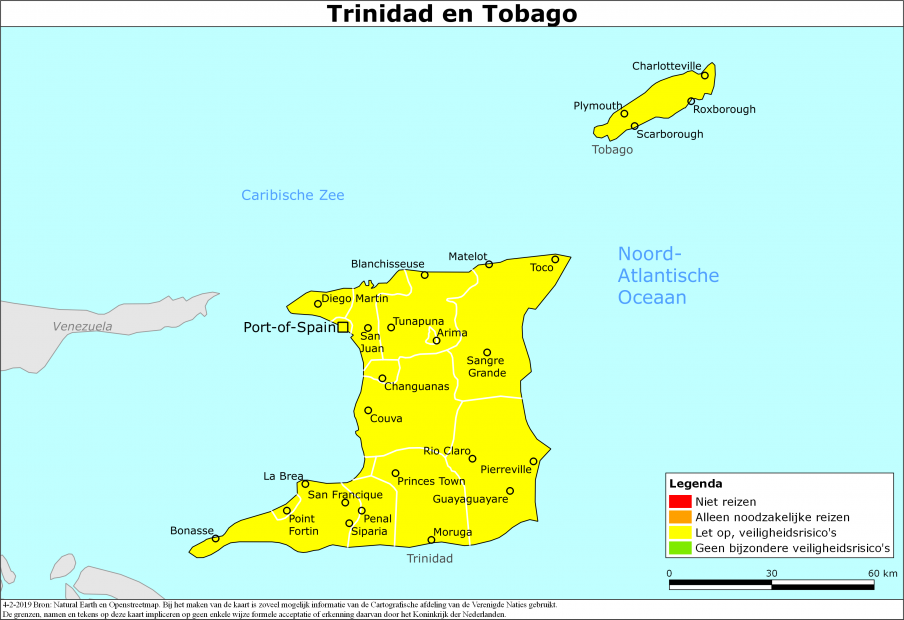 Trinidad en Tobago
Charlotteville
Plymouth
Roxborough
Scarborough
Tobago
Caribische Zee
Noord-
Atlantische
Oceaan
Matelot
Blanchisseuse
Toco
Diego Martin
Venezuela
Port-of-Spain
Tunapuna
San
Juan
Arima
Sangre
Grande
Changuanas
Couva
Rio Claro
Pierreville
La Brea
Princes Town
San Francique
Guayaguayare
Point
Fortin
Penal
Siparia
Bonasse
Moruga
Trinidad
Legenda
Niet reizen
Alleen noodzakelijke reizen
Let op, veiligheidsrisico's
Geen bijzondere veiligheidsrisico's
0 30 60 km
4-2-2019 Bron: Natural Earth en Openstreetmap. Bij het maken van de kaart is zoveel mogelijk informatie van de Cartografische afdeling van de Verenigde Naties gebruikt.
De grenzen, namen en tekens op deze kaart impliceren op geen enkele wijze formele acceptatie of erkenning daarvan door het Koninkrijk der Nederlanden.